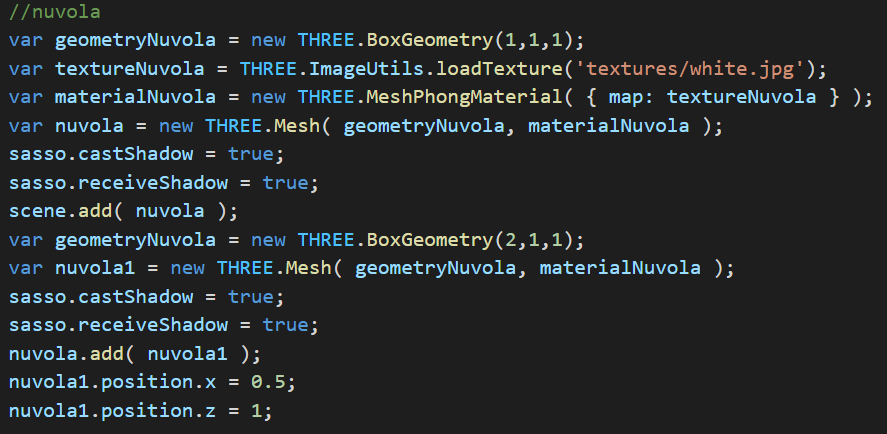 //nuvola
var geometryNuvola = new THREE.BoxGeometry(1,1,1);
var textureNuvola = THREE.ImageUtils.loadTexture('textures/white.jpg');
var materialNuvola = new THREE.MeshPhongMaterial( { map: textureNuvola } );
var nuvola = new THREE.Mesh( geometryNuvola, materialNuvola );
sasso.castShadow = true;
sasso.receiveShadow = true;
scene.add( nuvola );
var geometryNuvola = new THREE.BoxGeometry(2,1,1);
var nuvola1 = new THREE.Mesh( geometryNuvola, materialNuvola );
sasso.castShadow = true;
sasso.receiveShadow = true;
nuvola.add( nuvola1 );
nuvola1.position.x = 0.5;
nuvola1.position.z = 1;